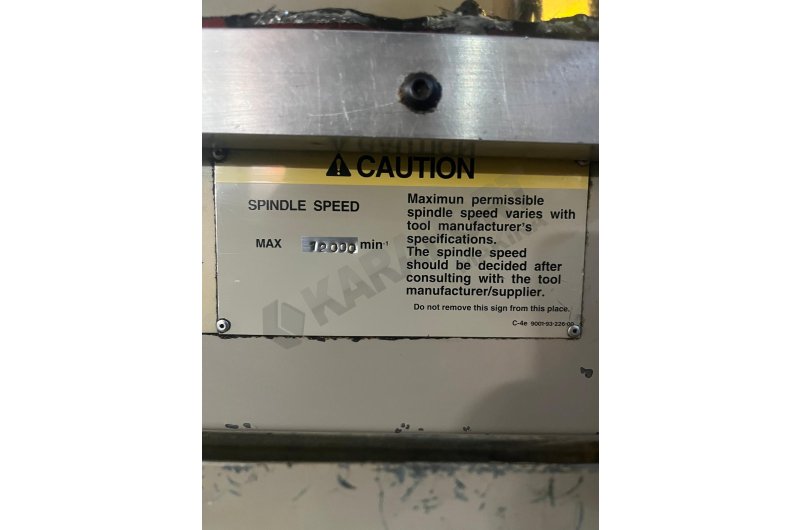 CAUTION
SPINDLE SPEED
MAX min⁻¹
Maximun permissible
spindle speed varies with
tool manufacturer's
specifications.
The spindle speed
should be decided after
consulting with the tool
manufacturer/supplier.
Do not remove this sign from this place.